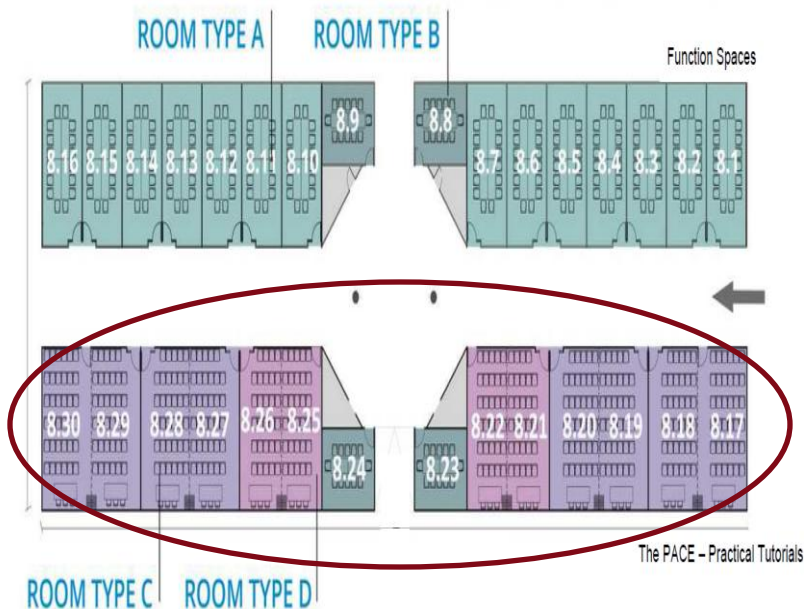 ROOM TYPE A ROOM TYPE B
Function Spaces
8.9 8.8
8.16 8.15 8.14 8.13 8.12 8.11 8.10 8.7 8.6 8.5 8.4 8.3 8.2 8.1
8.30 8.29 8.28 8.27 8.26 8.25 8.22 8.21 8.20 8.19 8.18 8.17
8.24 8.23
The PACE – Practical Tutorials
ROOM TYPE C ROOM TYPE D